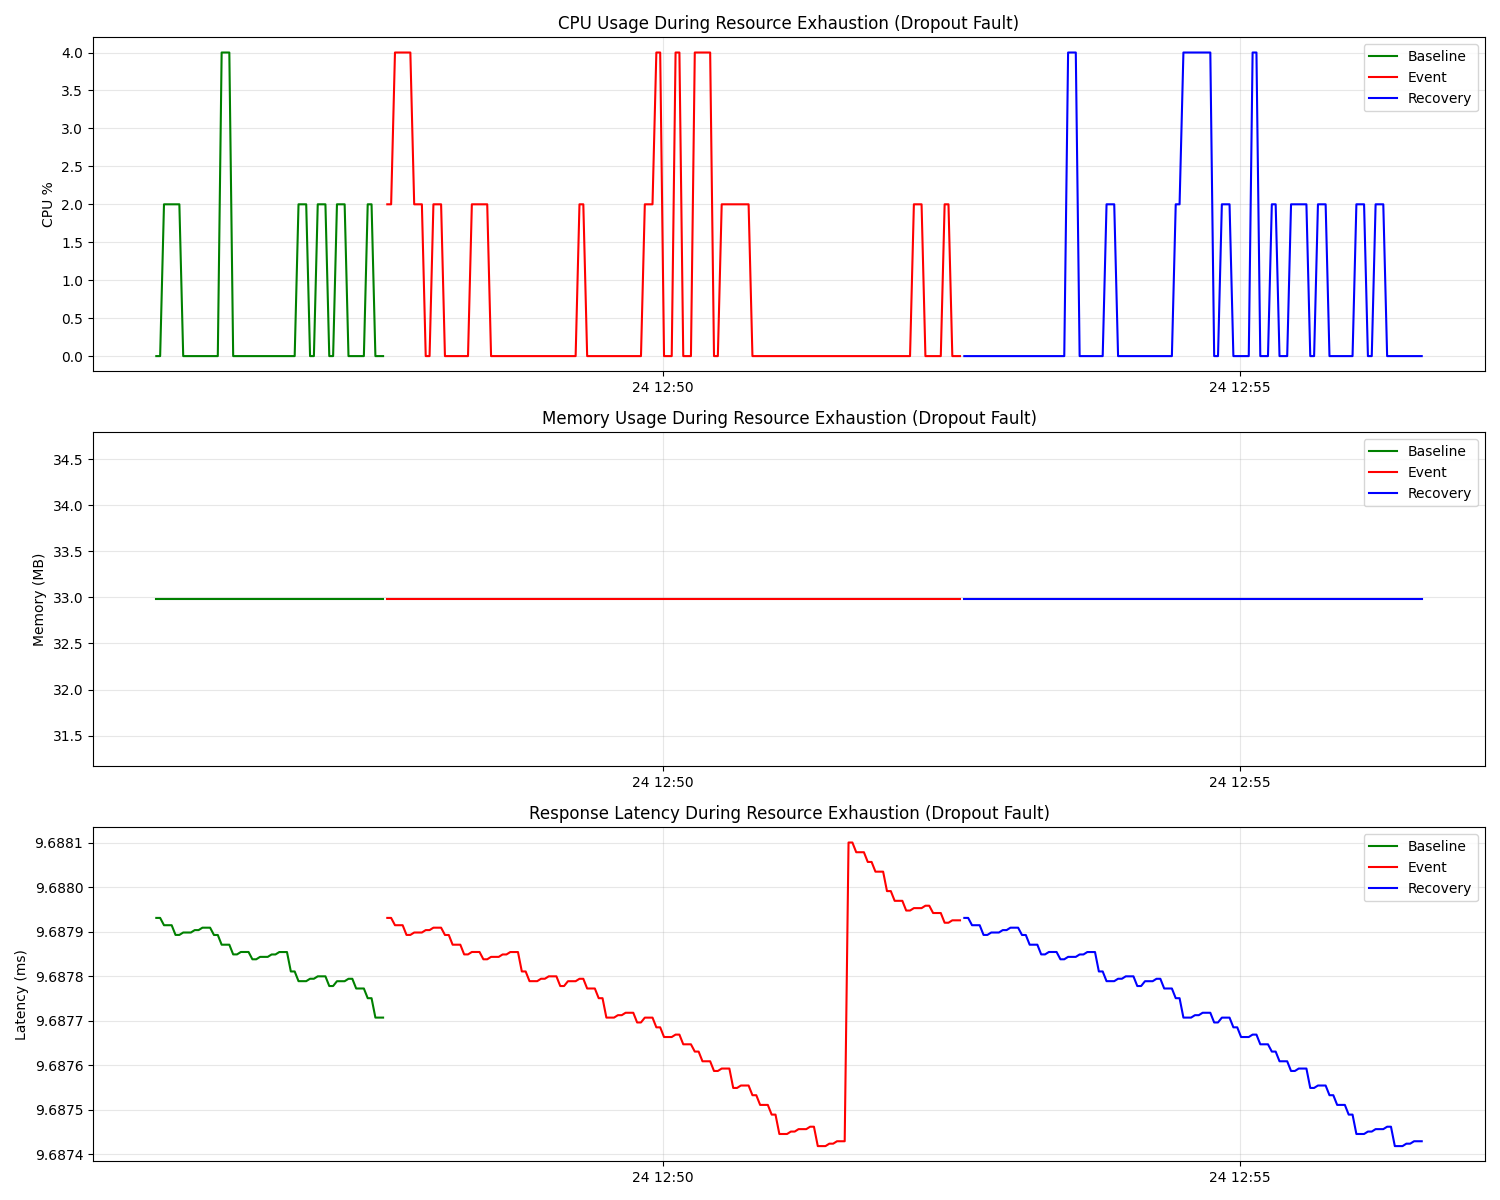 CPU Usage During Resource Exhaustion (Dropout Fault)
CPU %
4.0
3.5
3.0
2.5
2.0
1.5
1.0
0.5
0.0
Baseline
Event
Recovery
24 12:50
24 12:55
Memory Usage During Resource Exhaustion (Dropout Fault)
Memory (MB)
34.5
34.0
33.5
33.0
32.5
32.0
31.5
Baseline
Event
Recovery
24 12:50
24 12:55
Response Latency During Resource Exhaustion (Dropout Fault)
Latency (ms)
9.6881
9.6880
9.6879
9.6878
9.6877
9.6876
9.6875
9.6874
Baseline
Event
Recovery
24 12:50
24 12:55